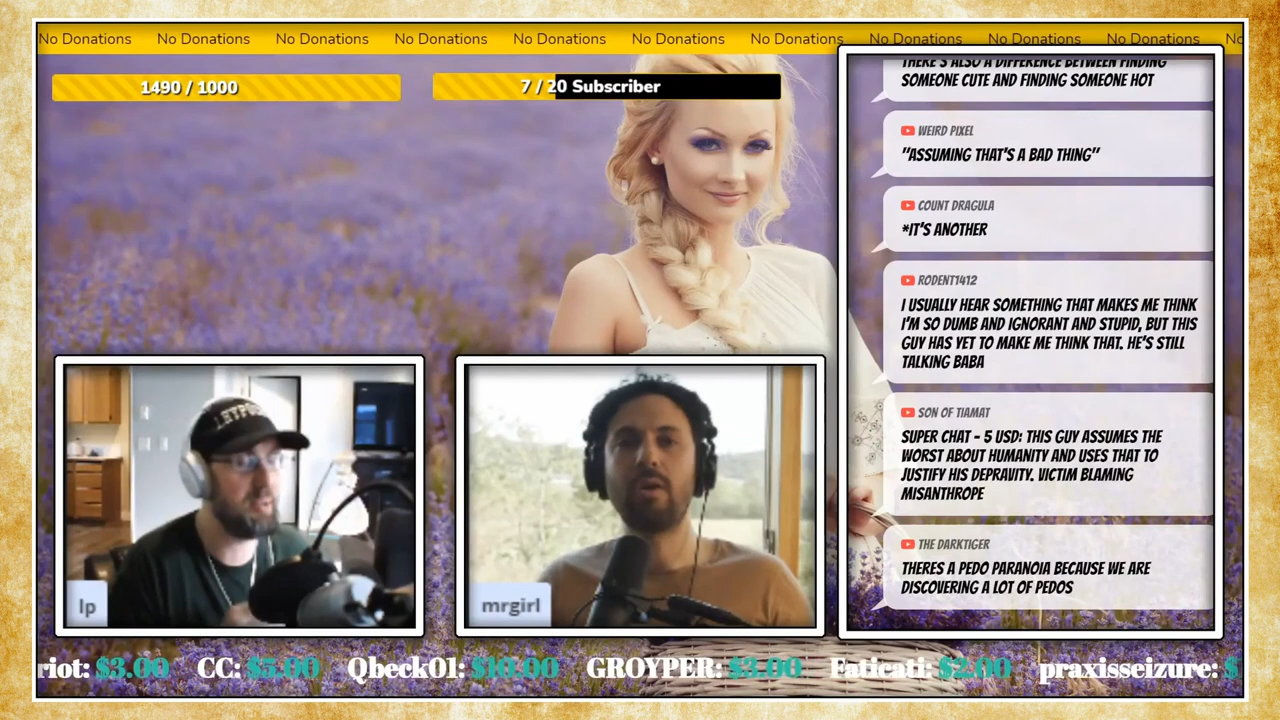 No Donations No Donations No Donations No Donations No Donations No Donations No Donations No Donations No Donations No Donations
1490 / 1000
7 / 20 Subscriber
THERE'S ALSO A DIFFERENCE BETWEEN FINDING
SOMEONE CUTE AND FINDING SOMEONE HOT
WEIRD PIXEL
"ASSUMING THAT'S A BAD THING"
COUNT DRAGULA
*IT'S ANOTHER
RODENT1412
I USUALLY HEAR SOMETHING THAT MAKES ME THINK
I'M SO DUMB AND IGNORANT AND STUPID, BUT THIS
GUY HAS YET TO MAKE ME THINK THAT. HE'S STILL
TALKING BABA
SON OF TIAMAT
SUPER CHAT - 5 USD: THIS GUY ASSUMES THE
WORST ABOUT HUMANITY AND USES THAT TO
JUSTIFY HIS DEPRAVITY. VICTIM BLAMING
MISANTHROPE
THE DARKTIGER
THERES A PEDO PARANOIA BECAUSE WE ARE
DISCOVERING A LOT OF PEDOS
lp
mrgirl
riot: $3.00 CC: $5.00 Qbeck01: $10.00 GROYPER: $3.00 Faticati: $2.00 praxisseizure: $